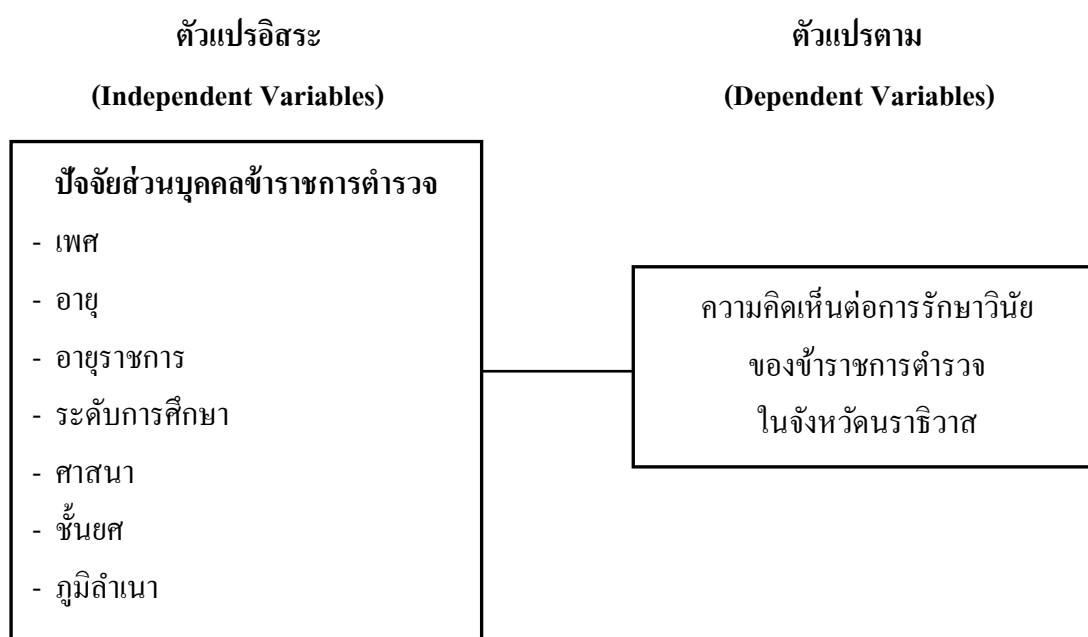 ตัวแปรอิสระ
(Independent Variables)
ปัจจัยส่วนบุคคลข้าราชการตำรวจ
- เพศ
- อายุ
- อายุราชการ
- ระดับการศึกษา
- ศาสนา
- ชั้นยศ
- ภูมิลำเนา
ตัวแปรตาม
(Dependent Variables)
ความคิดเห็นต่อการรักษาวินัย
ของข้าราชการตำรวจ
ในจังหวัดนราธิวาส